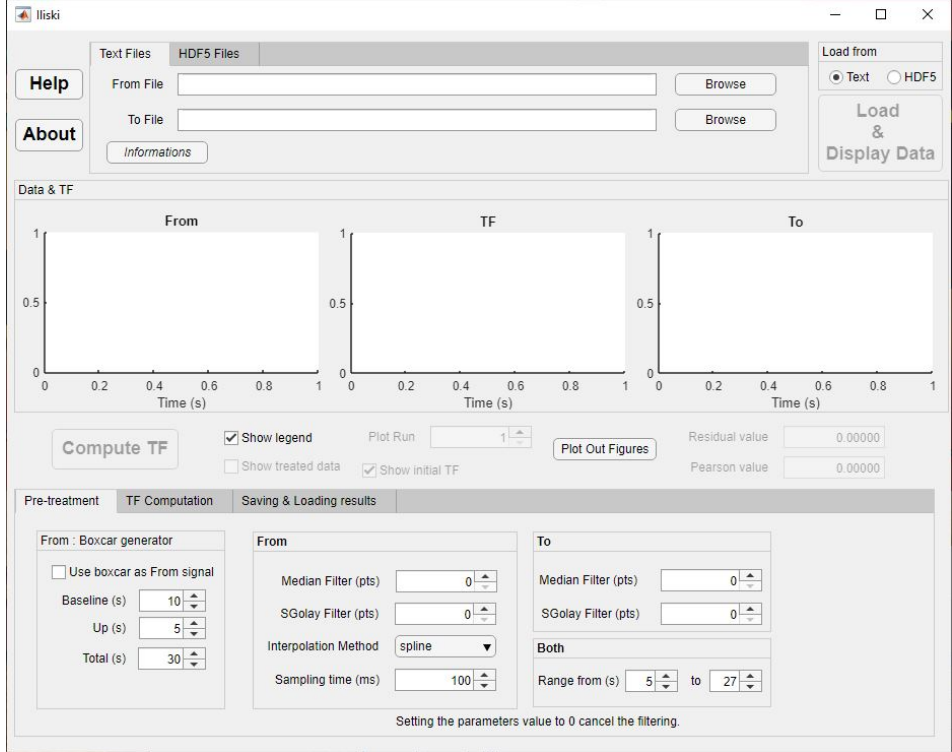 Iliski
Text Files HDF5 Files
Load from
Text HDF5
Help
From File Browse
About
To File Browse
Informations
Load
&
Display Data
Data & TF
From
1
0.5
0
0 0.2 0.4 0.6 0.8 1
Time (s)
TF
1
0.5
0
0 0.2 0.4 0.6 0.8 1
Time (s)
To
1
0.5
0
0 0.2 0.4 0.6 0.8 1
Time (s)
Compute TF
Show legend
Show treated data
Plot Run 1
Show initial TF
Plot Out Figures
Residual value 0.00000
Pearson value 0.00000
Pre-treatment TF Computation Saving & Loading results
From : Boxcar generator
Use boxcar as From signal
Baseline (s) 10
Up (s) 5
Total (s) 30
From
Median Filter (pts) 0
SGolay Filter (pts) 0
Interpolation Method spline
Sampling time (ms) 100
To
Median Filter (pts) 0
SGolay Filter (pts) 0
Both
Range from (s) 5 to 27
Setting the parameters value to 0 cancel the filtering.